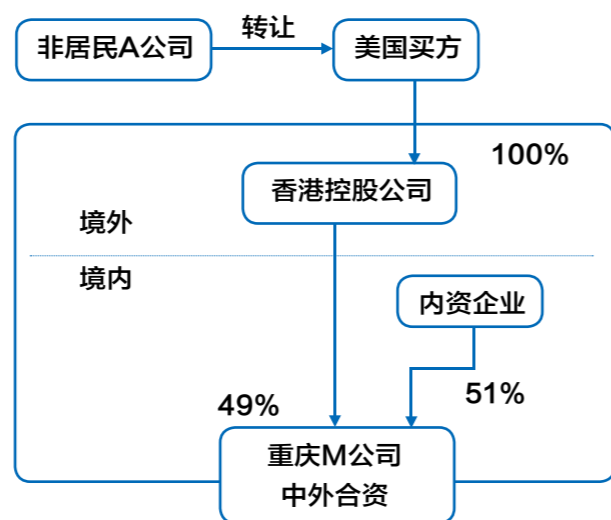 非居民A公司
转让
美国买方
100%
香港控股公司
境外
境内
内资企业
49%
51%
重庆M公司
中外合资